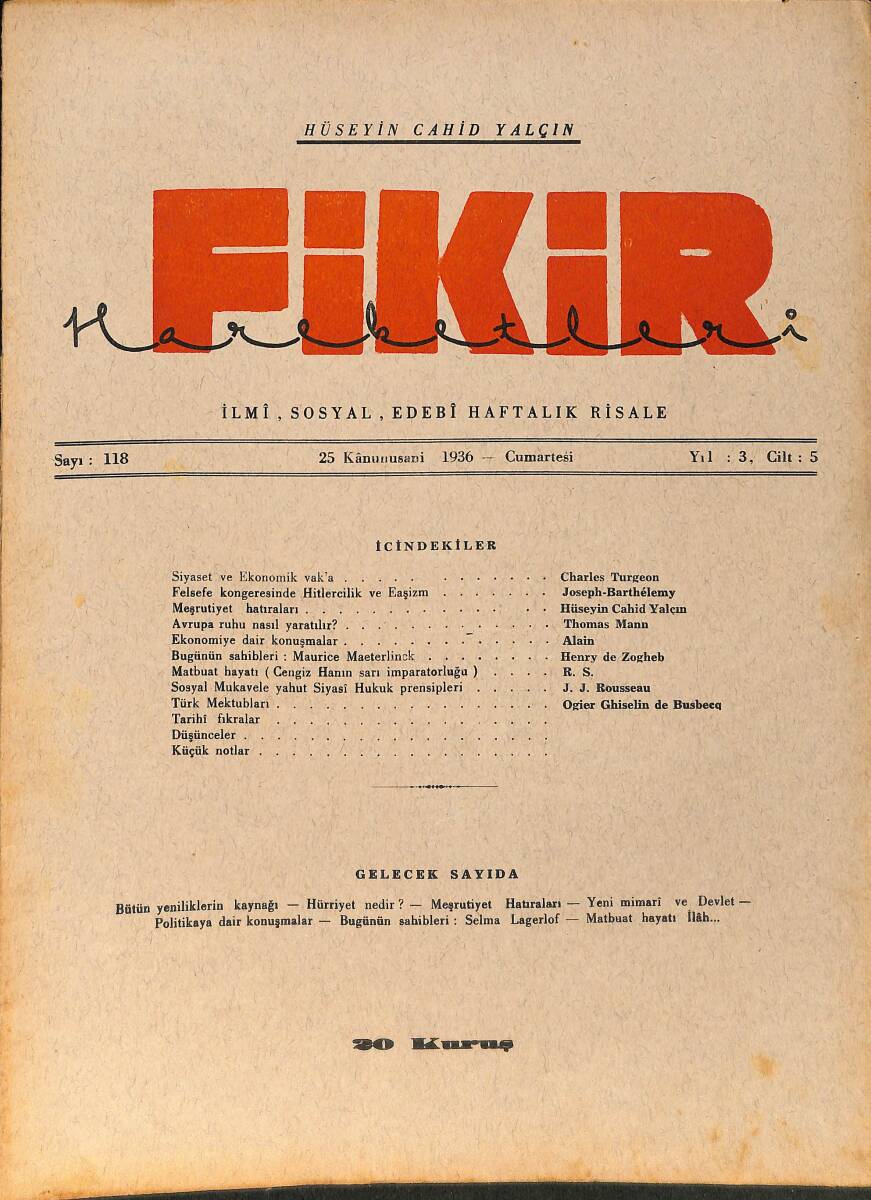 HÜSEYİN CAHİD YALÇIN
FİKİR
Hareketleri
İLMÎ , SOSYAL , EDEBÎ HAFTALIK RİSALE
Sayı : 118 25 Kânunusani 1936 — Cumartesi Yıl : 3, Cilt : 5
İCİNDEKİLER
Siyaset ve Ekonomik vak'a . . . . . . . . . . . . Charles Turgeon
Felsefe kongeresinde Hitlercilik ve Eaşizm . . . . . . . Joseph-Barthélemy
Meşrutiyet hatıraları . . . . . . . . . . . . . Hüseyin Cahid Yalçın
Avrupa ruhu nasıl yaratılır? . . . . . . . . . . . . . Thomas Mann
Ekonomiye dair konuşmalar . . . . . . . . . . . . . Alain
Bugünün sahibleri : Maurice Maeterlinck . . . . . . . . Henry de Zogheb
Matbuat hayatı ( Cengiz Hanın sarı imparatorluğu ) . . . . R. S.
Sosyal Mukavele yahut Siyasî Hukuk prensipleri . . . . . J. J. Rousseau
Türk Mektubları . . . . . . . . . . . . . . . . . Ogier Ghiselin de Busbecq
Tarihî fıkralar . . . . . . . . . . . . . . . . .
Düşünceler . . . . . . . . . . . . . . . . . . .
Küçük notlar . . . . . . . . . . . . . . . . . .
GELECEK SAYIDA
Bütün yeniliklerin kaynağı — Hürriyet nedir ? — Meşrutiyet Hatıraları — Yeni mimarî ve Devlet —
Politikaya dair konuşmalar — Bugünün sahibleri : Selma Lagerlof — Matbuat hayatı İlâh...
20 Kuruş